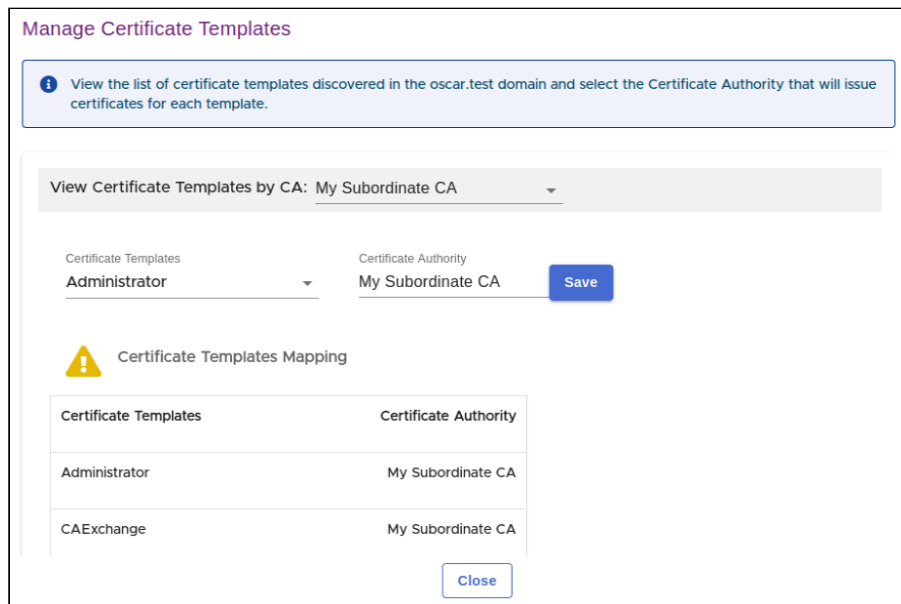 Manage Certificate Templates
View the list of certificate templates discovered in the oscar.test domain and select the Certificate Authority that will issue
certificates for each template.
View Certificate Templates by CA: My Subordinate CA
Certificate Templates Certificate Authority
Administrator My Subordinate CA Save
Certificate Templates Mapping
Certificate Templates Certificate Authority
Administrator My Subordinate CA
CAExchange My Subordinate CA
Close